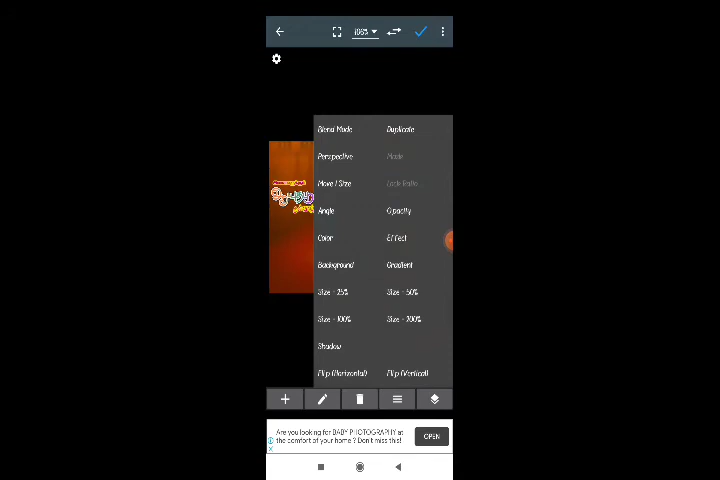 106%
Blend Mode Duplicate
Perspective Mode
Move / Size Lock Ratio
Angle Opacity
Color Effect
Background Gradient
Size - 25% Size - 50%
Size - 100% Size - 200%
Shadow
Flip (Horizontal) Flip (Vertical)
Are you looking for BABY PHOTOGRAPHY at
the comfort of your home ? Don't miss this!
OPEN